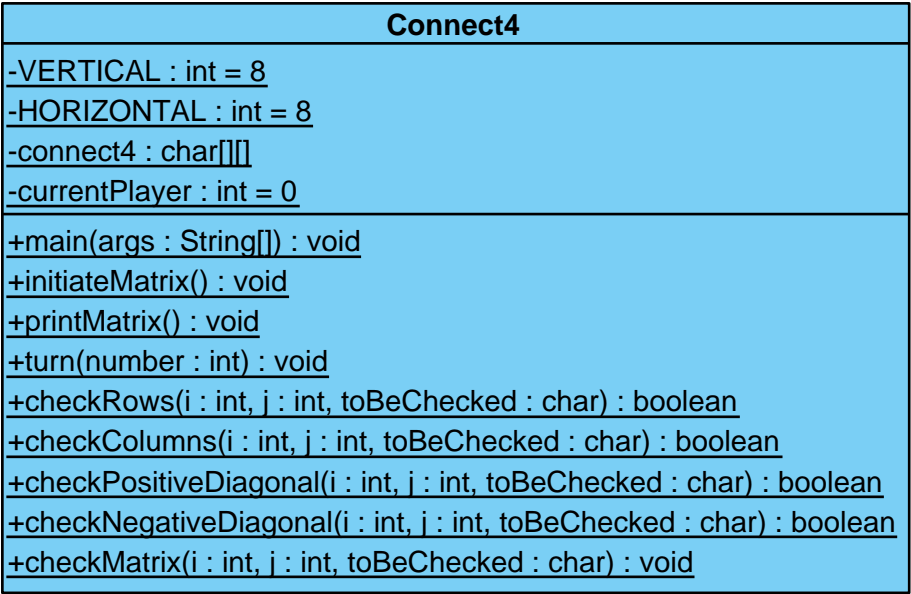 Connect4
-VERTICAL : int = 8
-HORIZONTAL : int = 8
-connect4 : char[][]
-currentPlayer : int = 0
+main(args : String[]) : void
+initiateMatrix() : void
+printMatrix() : void
+turn(number : int) : void
+checkRows(i : int, j : int, toBeChecked : char) : boolean
+checkColumns(i : int, j : int, toBeChecked : char) : boolean
+checkPositiveDiagonal(i : int, j : int, toBeChecked : char) : boolean
+checkNegativeDiagonal(i : int, j : int, toBeChecked : char) : boolean
+checkMatrix(i : int, j : int, toBeChecked : char) : void